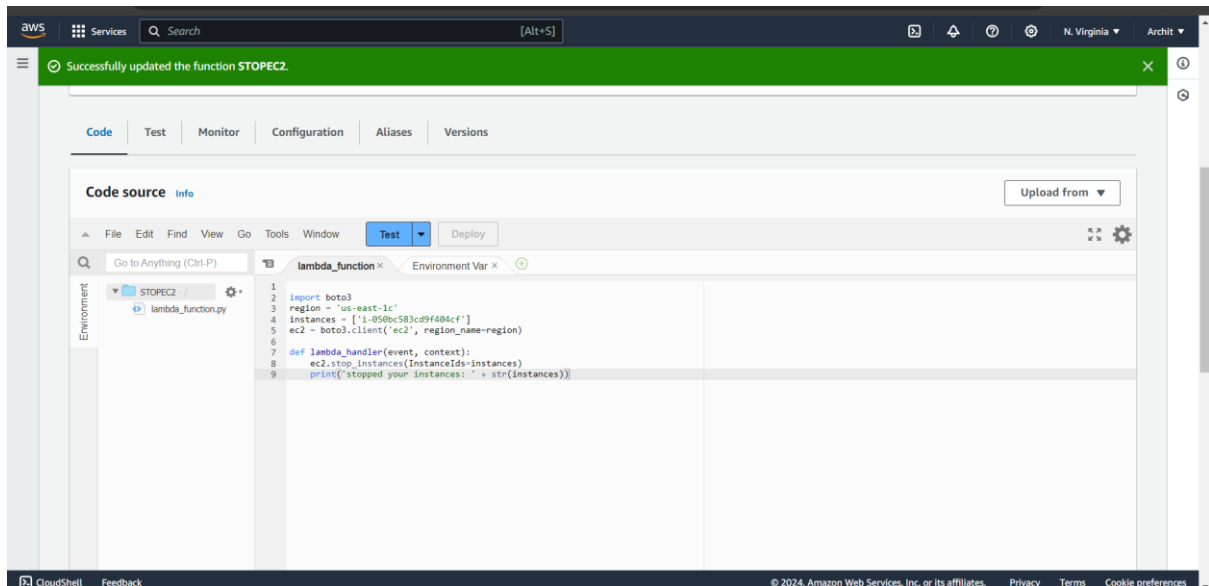 aws Services Search [Alt+S] N. Virginia Archit
Successfully updated the function STOPEC2.
Code Test Monitor Configuration Aliases Versions
Code source Info Upload from
File Edit Find View Go Tools Window Test Deploy
Go to Anything (Ctrl-P) lambda_function Environment Var
Environment
STOPEC2 /
lambda_function.py
1
2 import boto3
3 region = 'us-east-1c'
4 instances = ['i-050bc583cd9f404cf']
5 ec2 = boto3.client('ec2', region_name=region)
6
7 def lambda_handler(event, context):
8 ec2.stop_instances(InstanceIds=instances)
9 print('stopped your instances: ' + str(instances))
CloudShell Feedback © 2024, Amazon Web Services, Inc. or its affiliates. Privacy Terms Cookie preferences